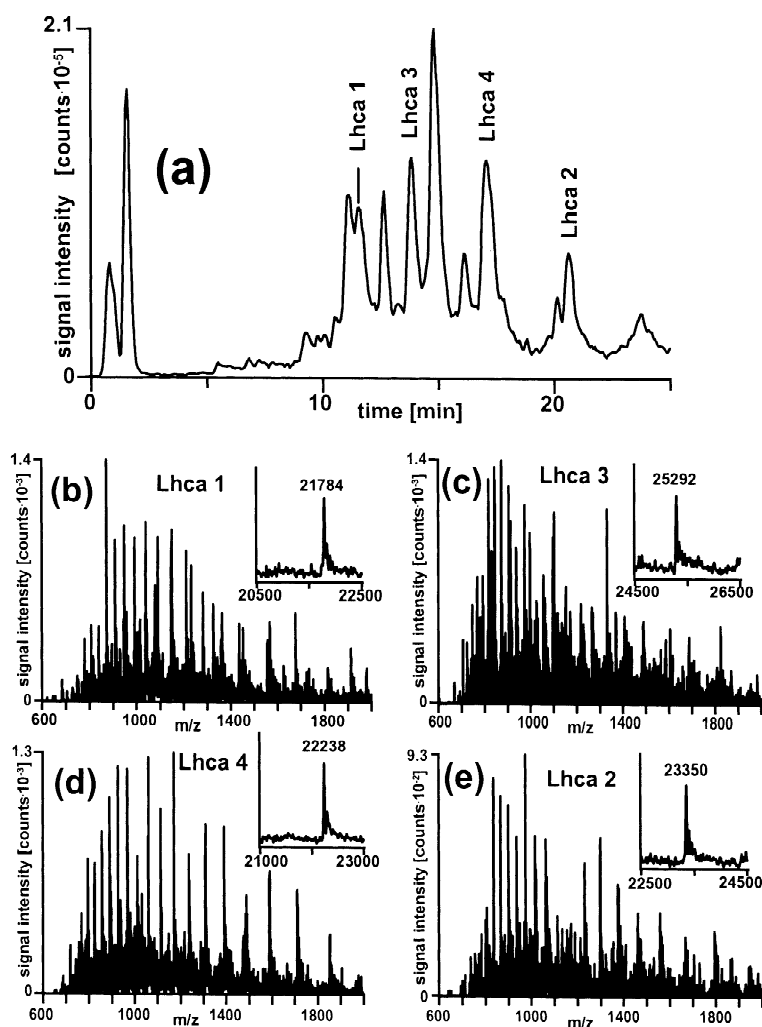 2.1
signal intensity [counts·10⁻⁵]
(a)
Lhca 1
Lhca 3
Lhca 4
Lhca 2
0
0 10 20
time [min]
1.4
signal intensity [counts·10⁻³]
(b)
Lhca 1
21784
20500 22500
0
600 1000 1400 1800
m/z
1.4
signal intensity [counts·10⁻³]
(c)
Lhca 3
25292
24500 26500
0
600 1000 1400 1800
m/z
1.3
signal intensity [counts·10⁻³]
(d)
Lhca 4
22238
21000 23000
0
600 1000 1400 1800
m/z
9.3
signal intensity [counts·10⁻²]
(e)
Lhca 2
23350
22500 24500
0
600 1000 1400 1800
m/z